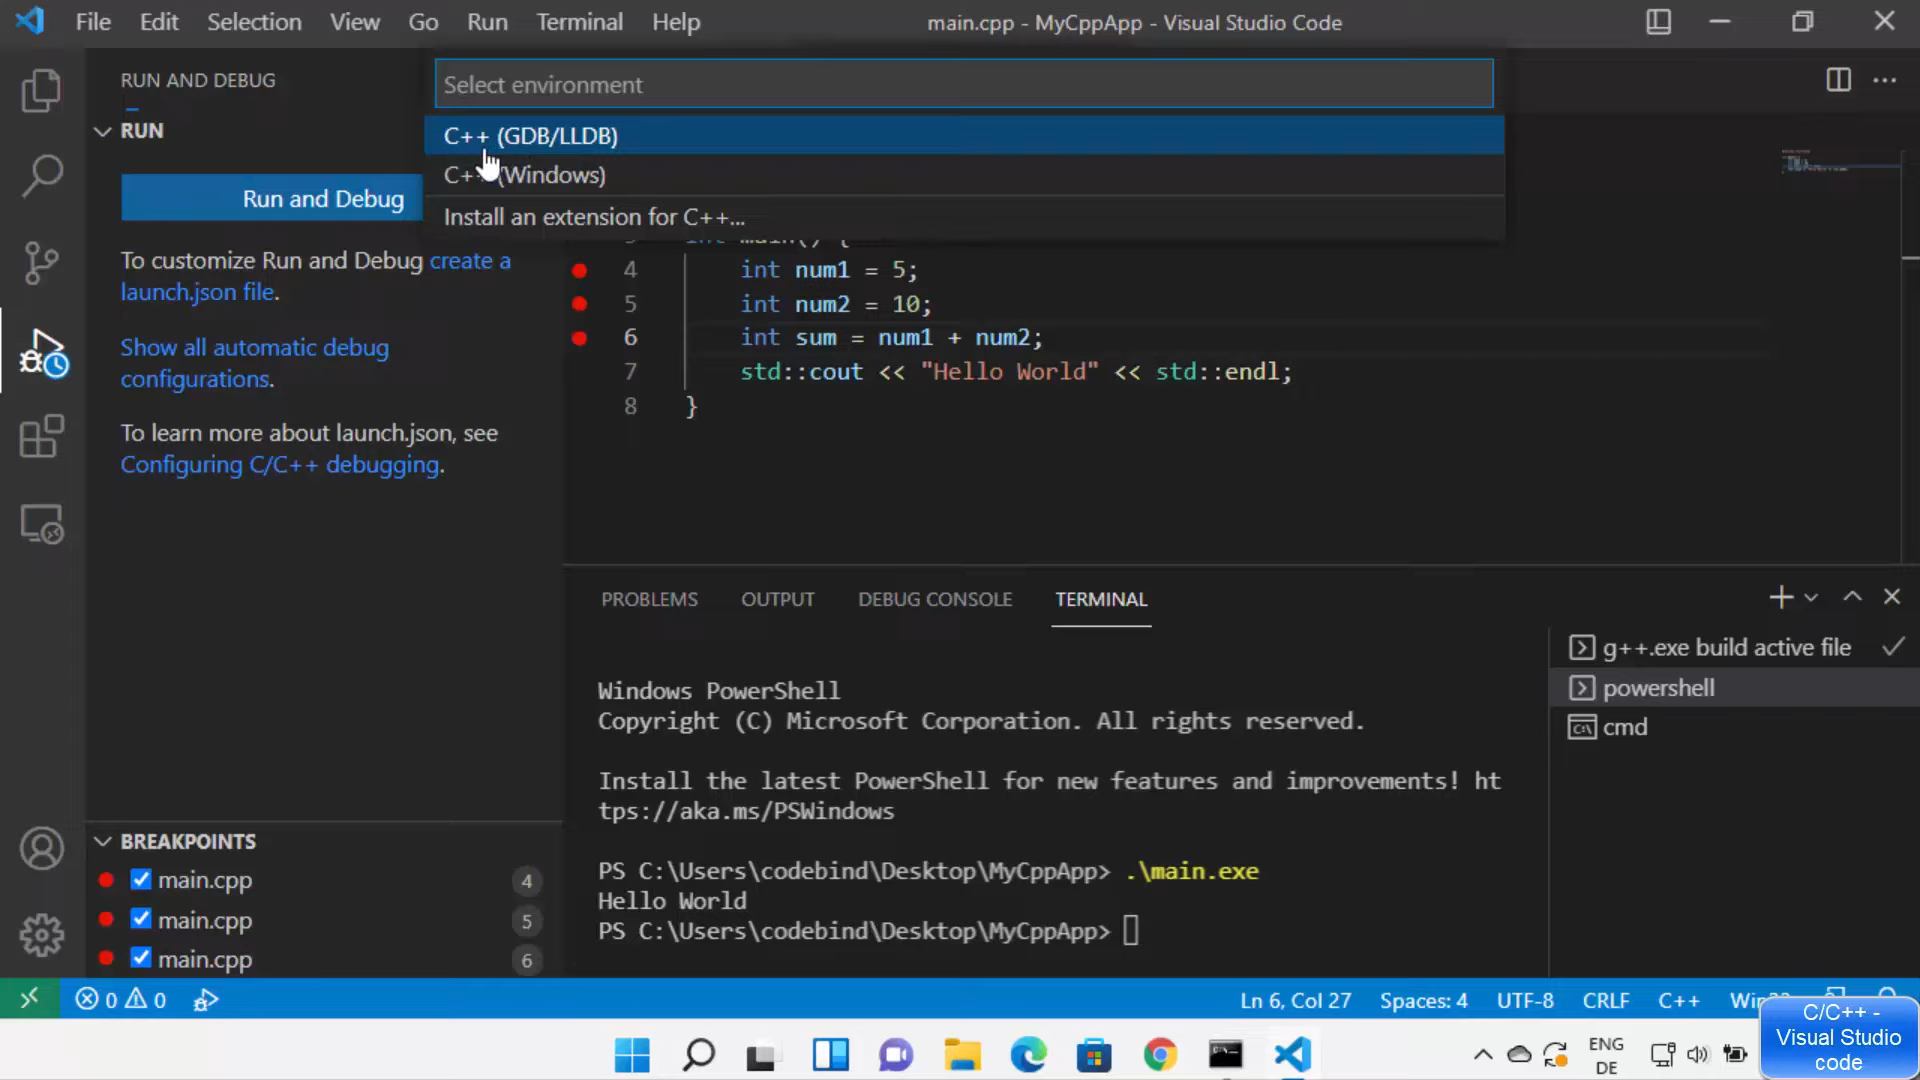 File Edit Selection View Go Run Terminal Help
main.cpp - MyCppApp - Visual Studio Code
RUN AND DEBUG
RUN
Run and Debug
To customize Run and Debug create a
launch.json file.
Show all automatic debug
configurations.
To learn more about launch.json, see
Configuring C/C++ debugging.
BREAKPOINTS
main.cpp 4
main.cpp 5
main.cpp 6
Select environment
C++ (GDB/LLDB)
(Windows)
Install an extension for C++...
4 int num1 = 5;
5 int num2 = 10;
6 int sum = num1 + num2;
7 std::cout << "Hello World" << std::endl;
8 }
PROBLEMS OUTPUT DEBUG CONSOLE TERMINAL
Windows PowerShell
Copyright (C) Microsoft Corporation. All rights reserved.
Install the latest PowerShell for new features and improvements! ht
tps://aka.ms/PSWindows
PS C:\Users\codebind\Desktop\MyCppApp> .\main.exe
Hello World
PS C:\Users\codebind\Desktop\MyCppApp>
g++.exe build active file
powershell
cmd
0 0
Ln 6, Col 27 Spaces: 4 UTF-8 CRLF C++
C/C++ -
Visual Studio
code
ENG
DE